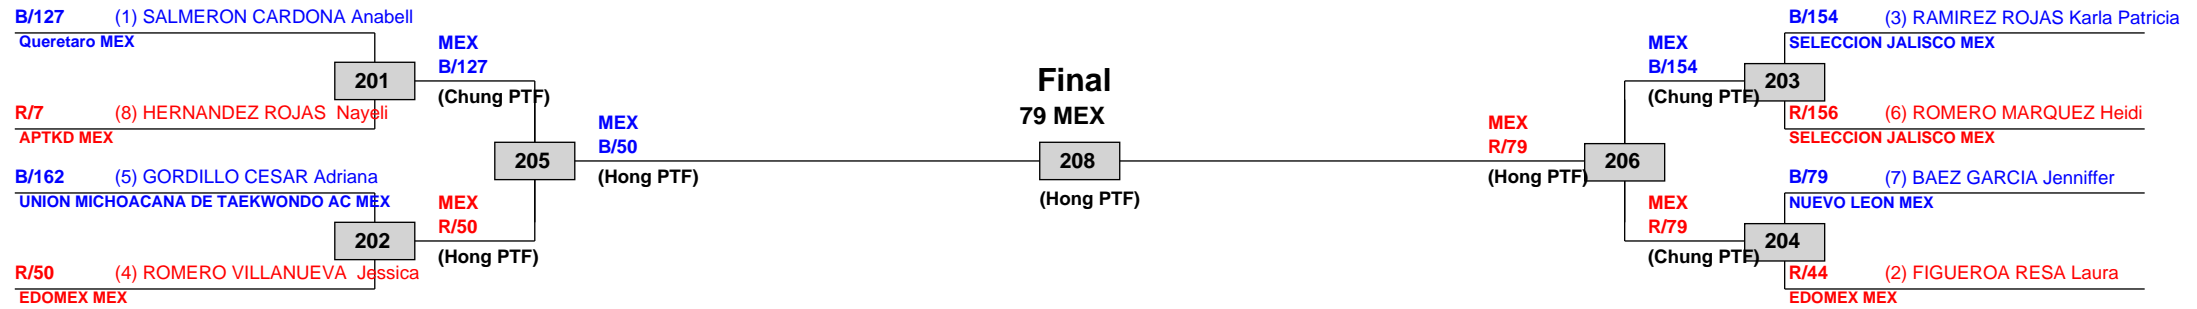 B/127 (1) SALMERON CARDONA Anabell
Queretaro MEX
201
R/7 (8) HERNANDEZ ROJAS Nayeli
APTKD MEX
MEX
B/127
(Chung PTF)
B/162 (5) GORDILLO CESAR Adriana
UNION MICHOACANA DE TAEKWONDO AC MEX
202
R/50 (4) ROMERO VILLANUEVA Jessica
EDOMEX MEX
MEX
R/50
(Hong PTF)
205
MEX
B/50
(Hong PTF)
Final
79 MEX
208
(Hong PTF)
MEX
R/79
(Hong PTF)
206
MEX
B/154
(Chung PTF)
B/154 (3) RAMIREZ ROJAS Karla Patricia
SELECCION JALISCO MEX
203
R/156 (6) ROMERO MARQUEZ Heidi
SELECCION JALISCO MEX
MEX
R/79
(Chung PTF)
B/79 (7) BAEZ GARCIA Jenniffer
NUEVO LEON MEX
204
R/44 (2) FIGUEROA RESA Laura
EDOMEX MEX